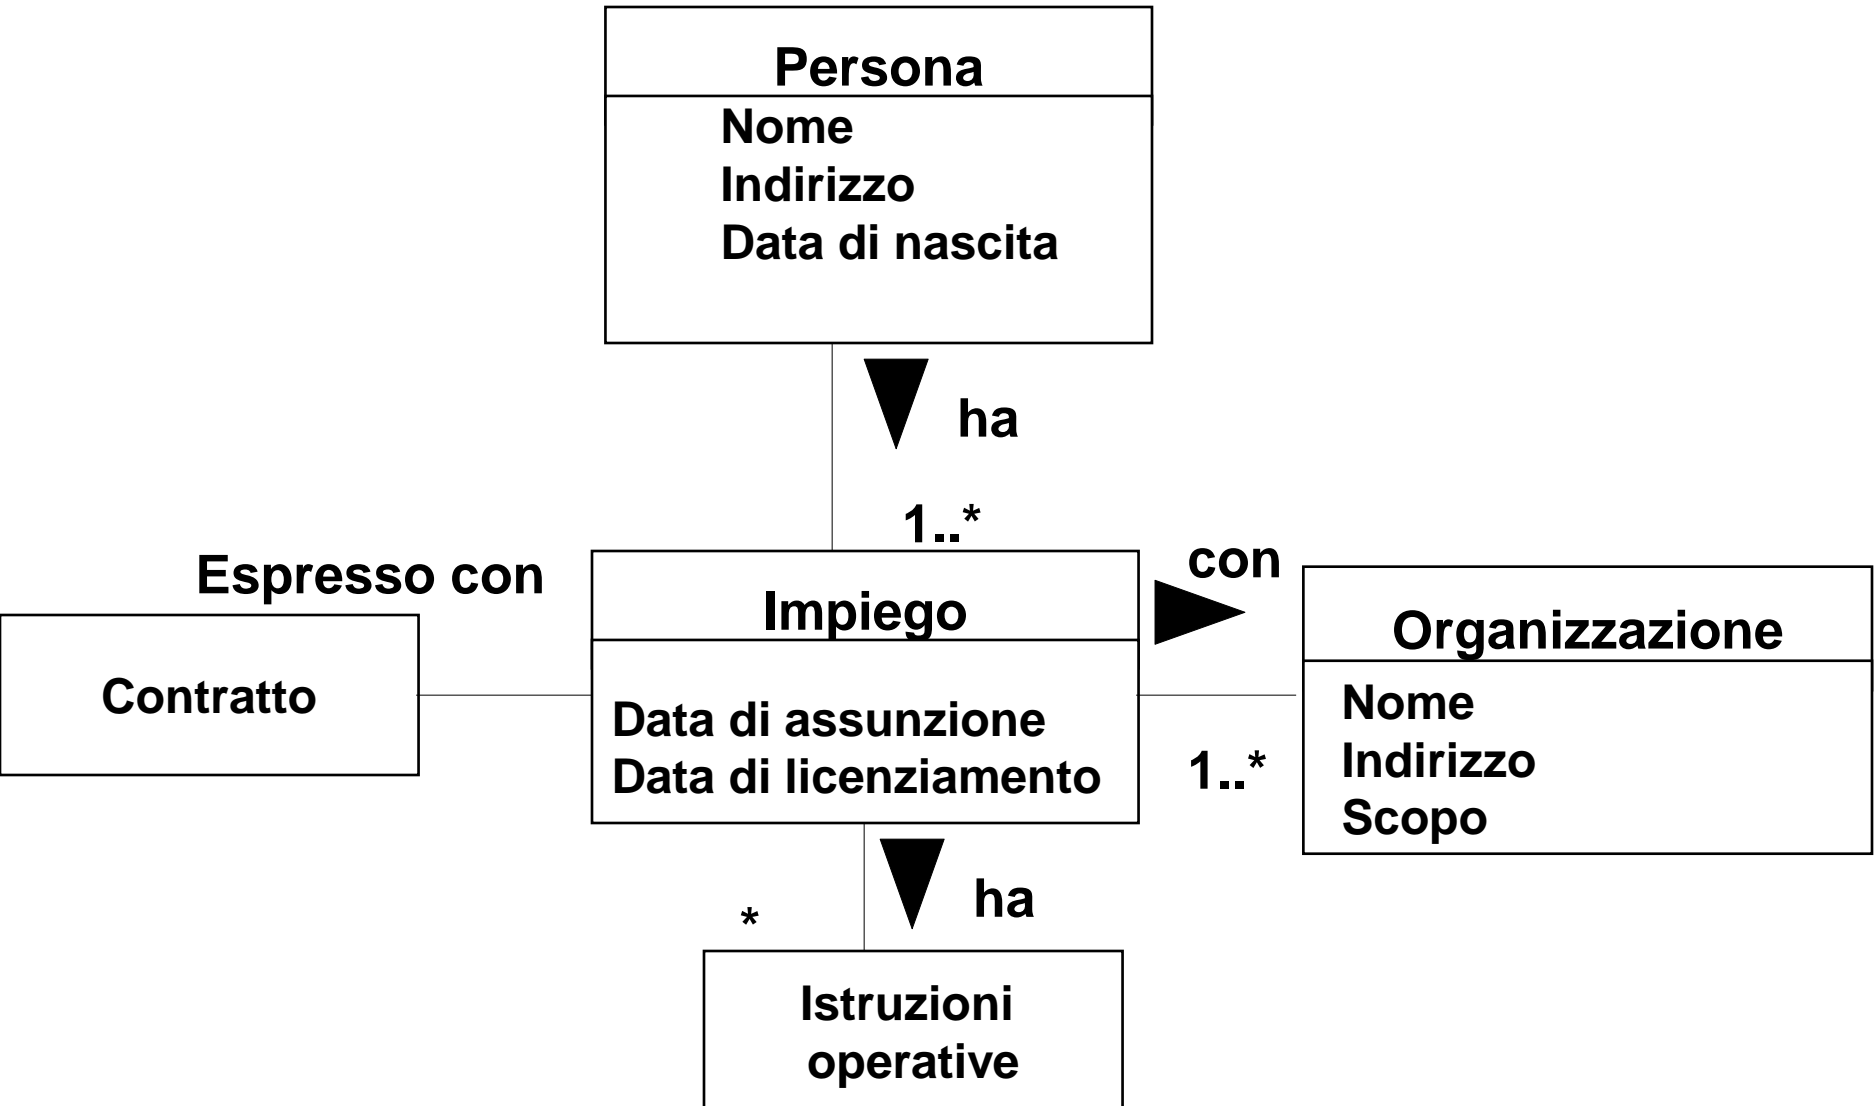 Persona
Nome
Indirizzo
Data di nascita
ha
1..*
Espresso con
Impiego
con
Organizzazione
Contratto
Data di assunzione
Data di licenziamento
1..*
Nome
Indirizzo
Scopo
*
ha
Istruzioni
operative